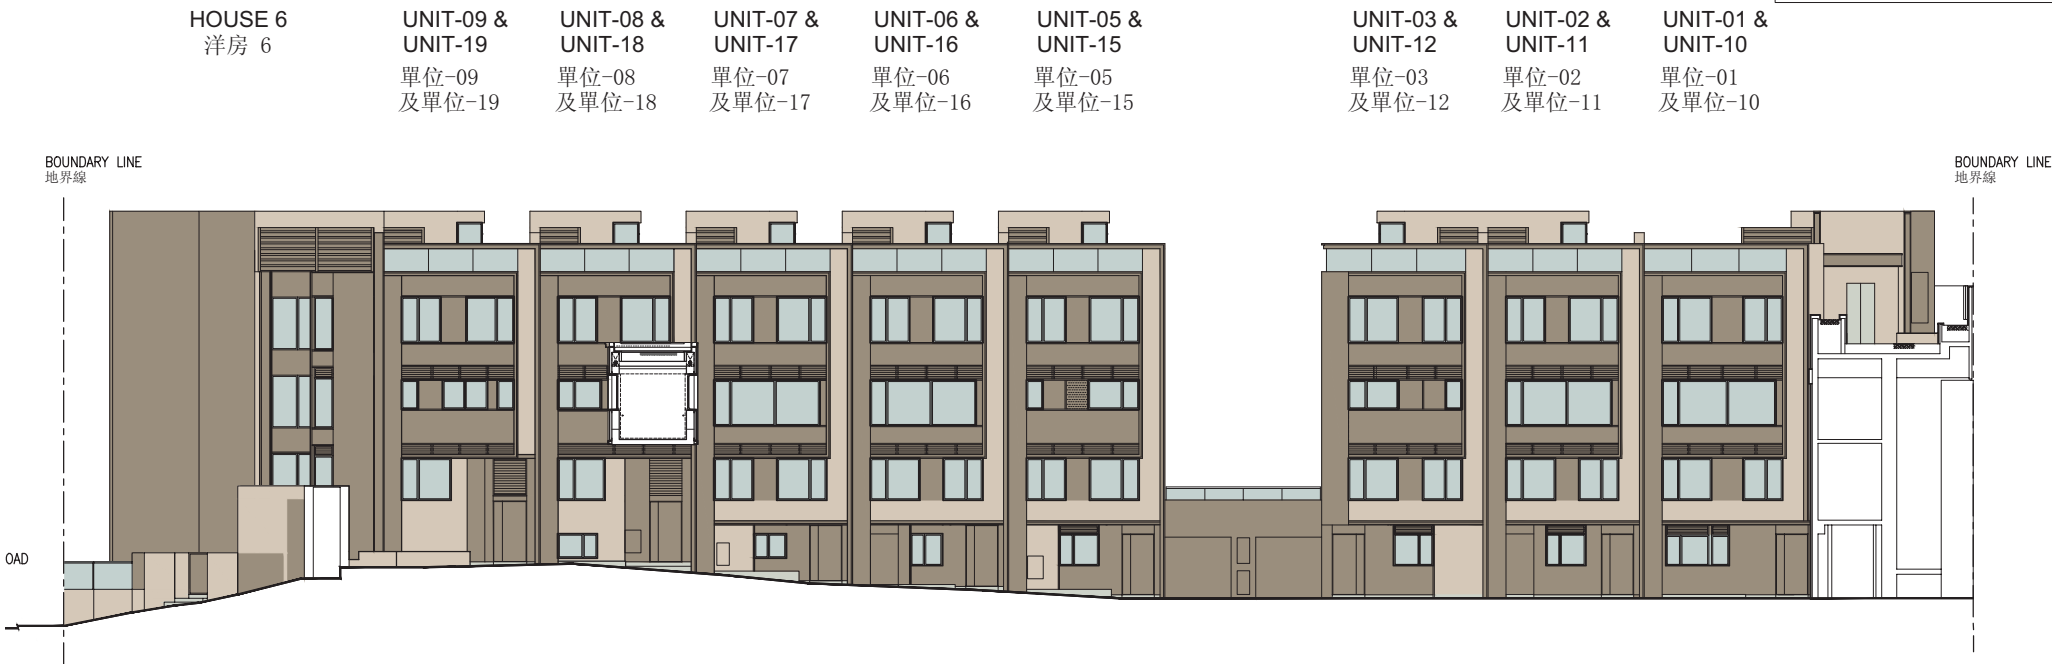 HOUSE 6
洋房 6
UNIT-09 &
UNIT-19
單位-09
及單位-19
UNIT-08 &
UNIT-18
單位-08
及單位-18
UNIT-07 &
UNIT-17
單位-07
及單位-17
UNIT-06 &
UNIT-16
單位-06
及單位-16
UNIT-05 &
UNIT-15
單位-05
及單位-15
UNIT-03 &
UNIT-12
單位-03
及單位-12
UNIT-02 &
UNIT-11
單位-02
及單位-11
UNIT-01 &
UNIT-10
單位-01
及單位-10
BOUNDARY LINE
地界線
BOUNDARY LINE
地界線
OAD